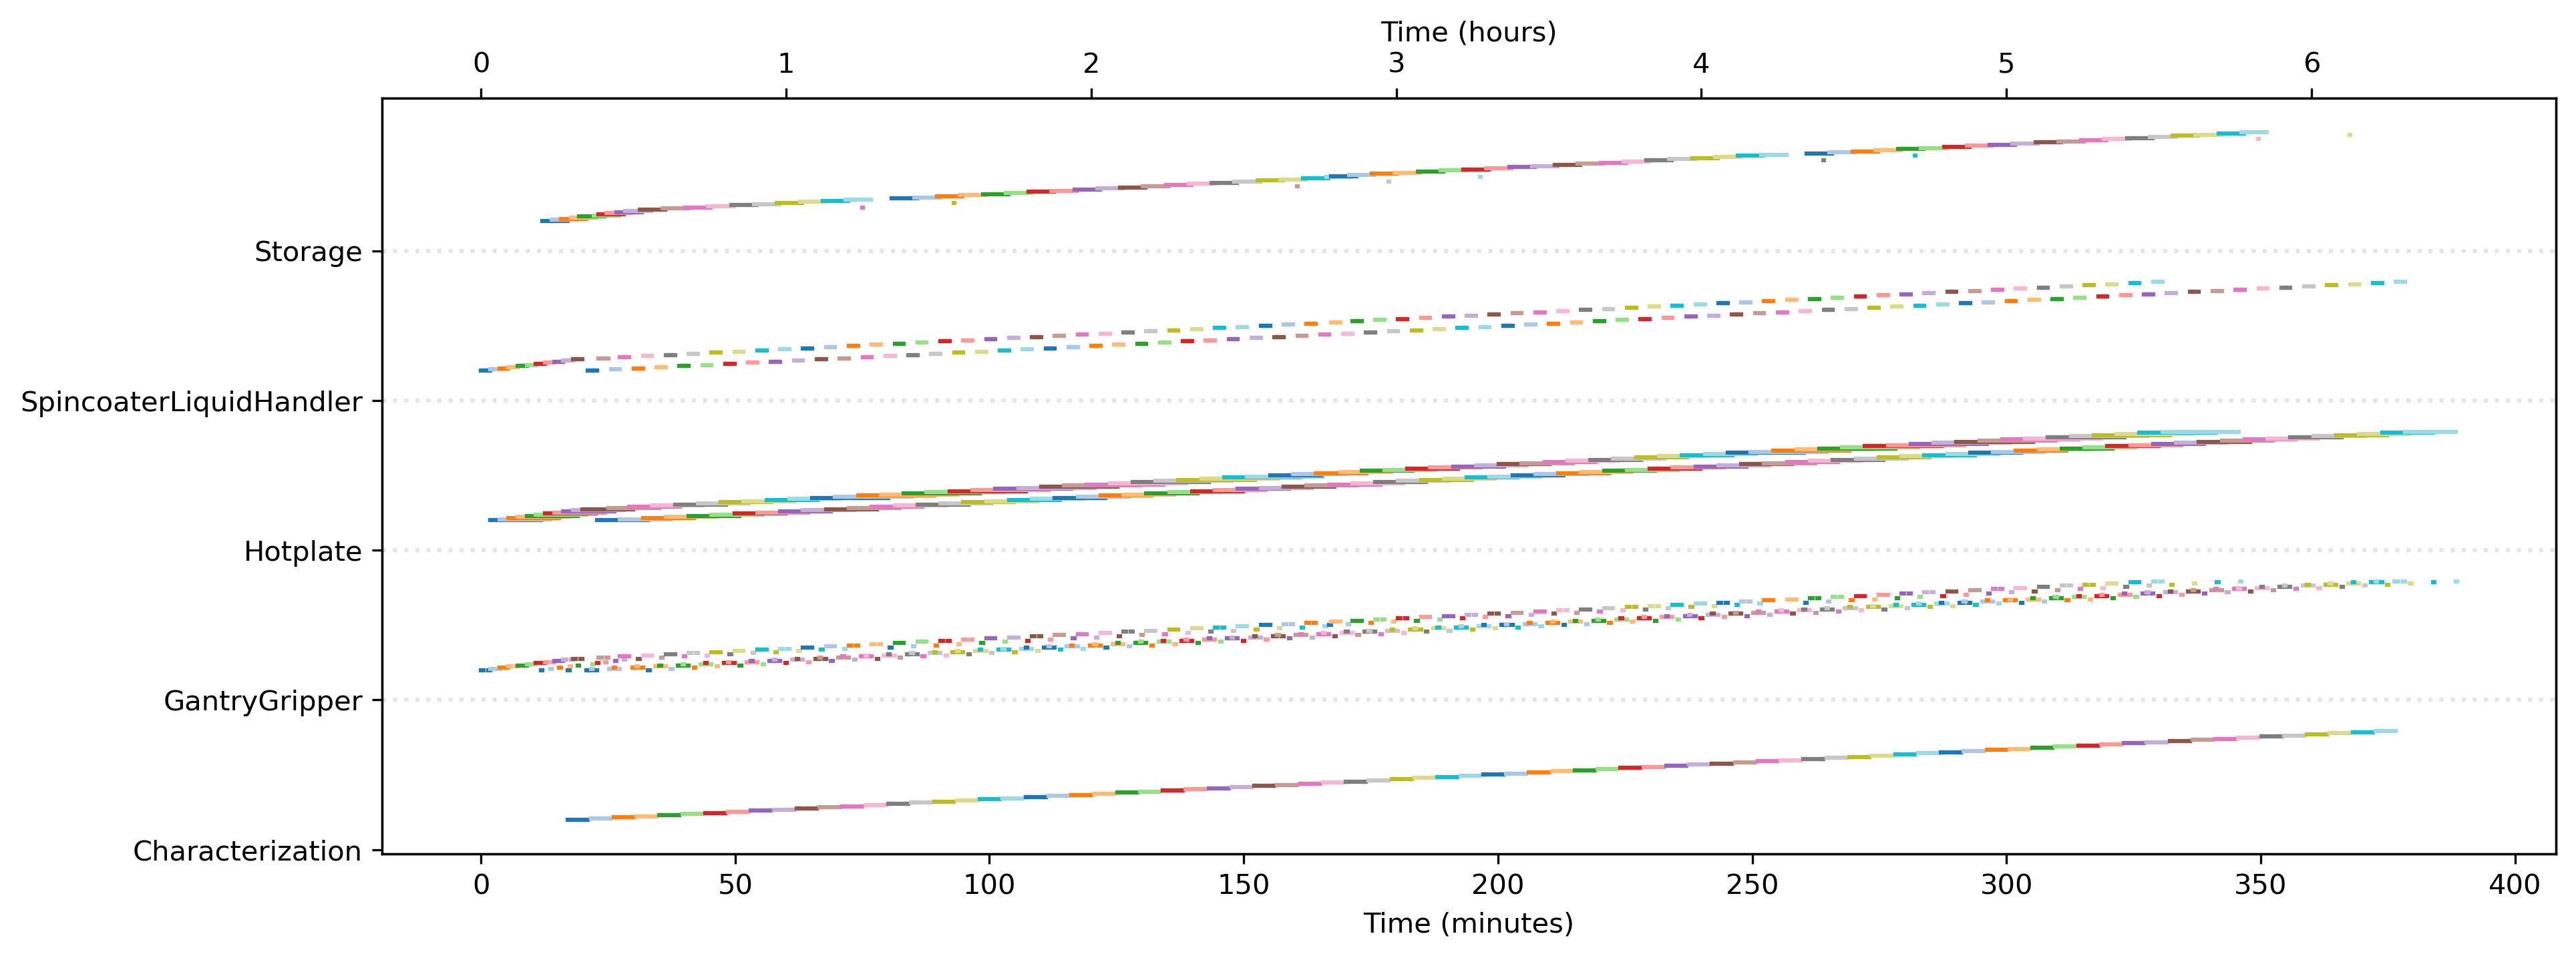 Time (hours)
0 1 2 3 4 5 6
Storage
SpincoaterLiquidHandler
Hotplate
GantryGripper
Characterization
0 50 100 150 200 250 300 350 400
Time (minutes)